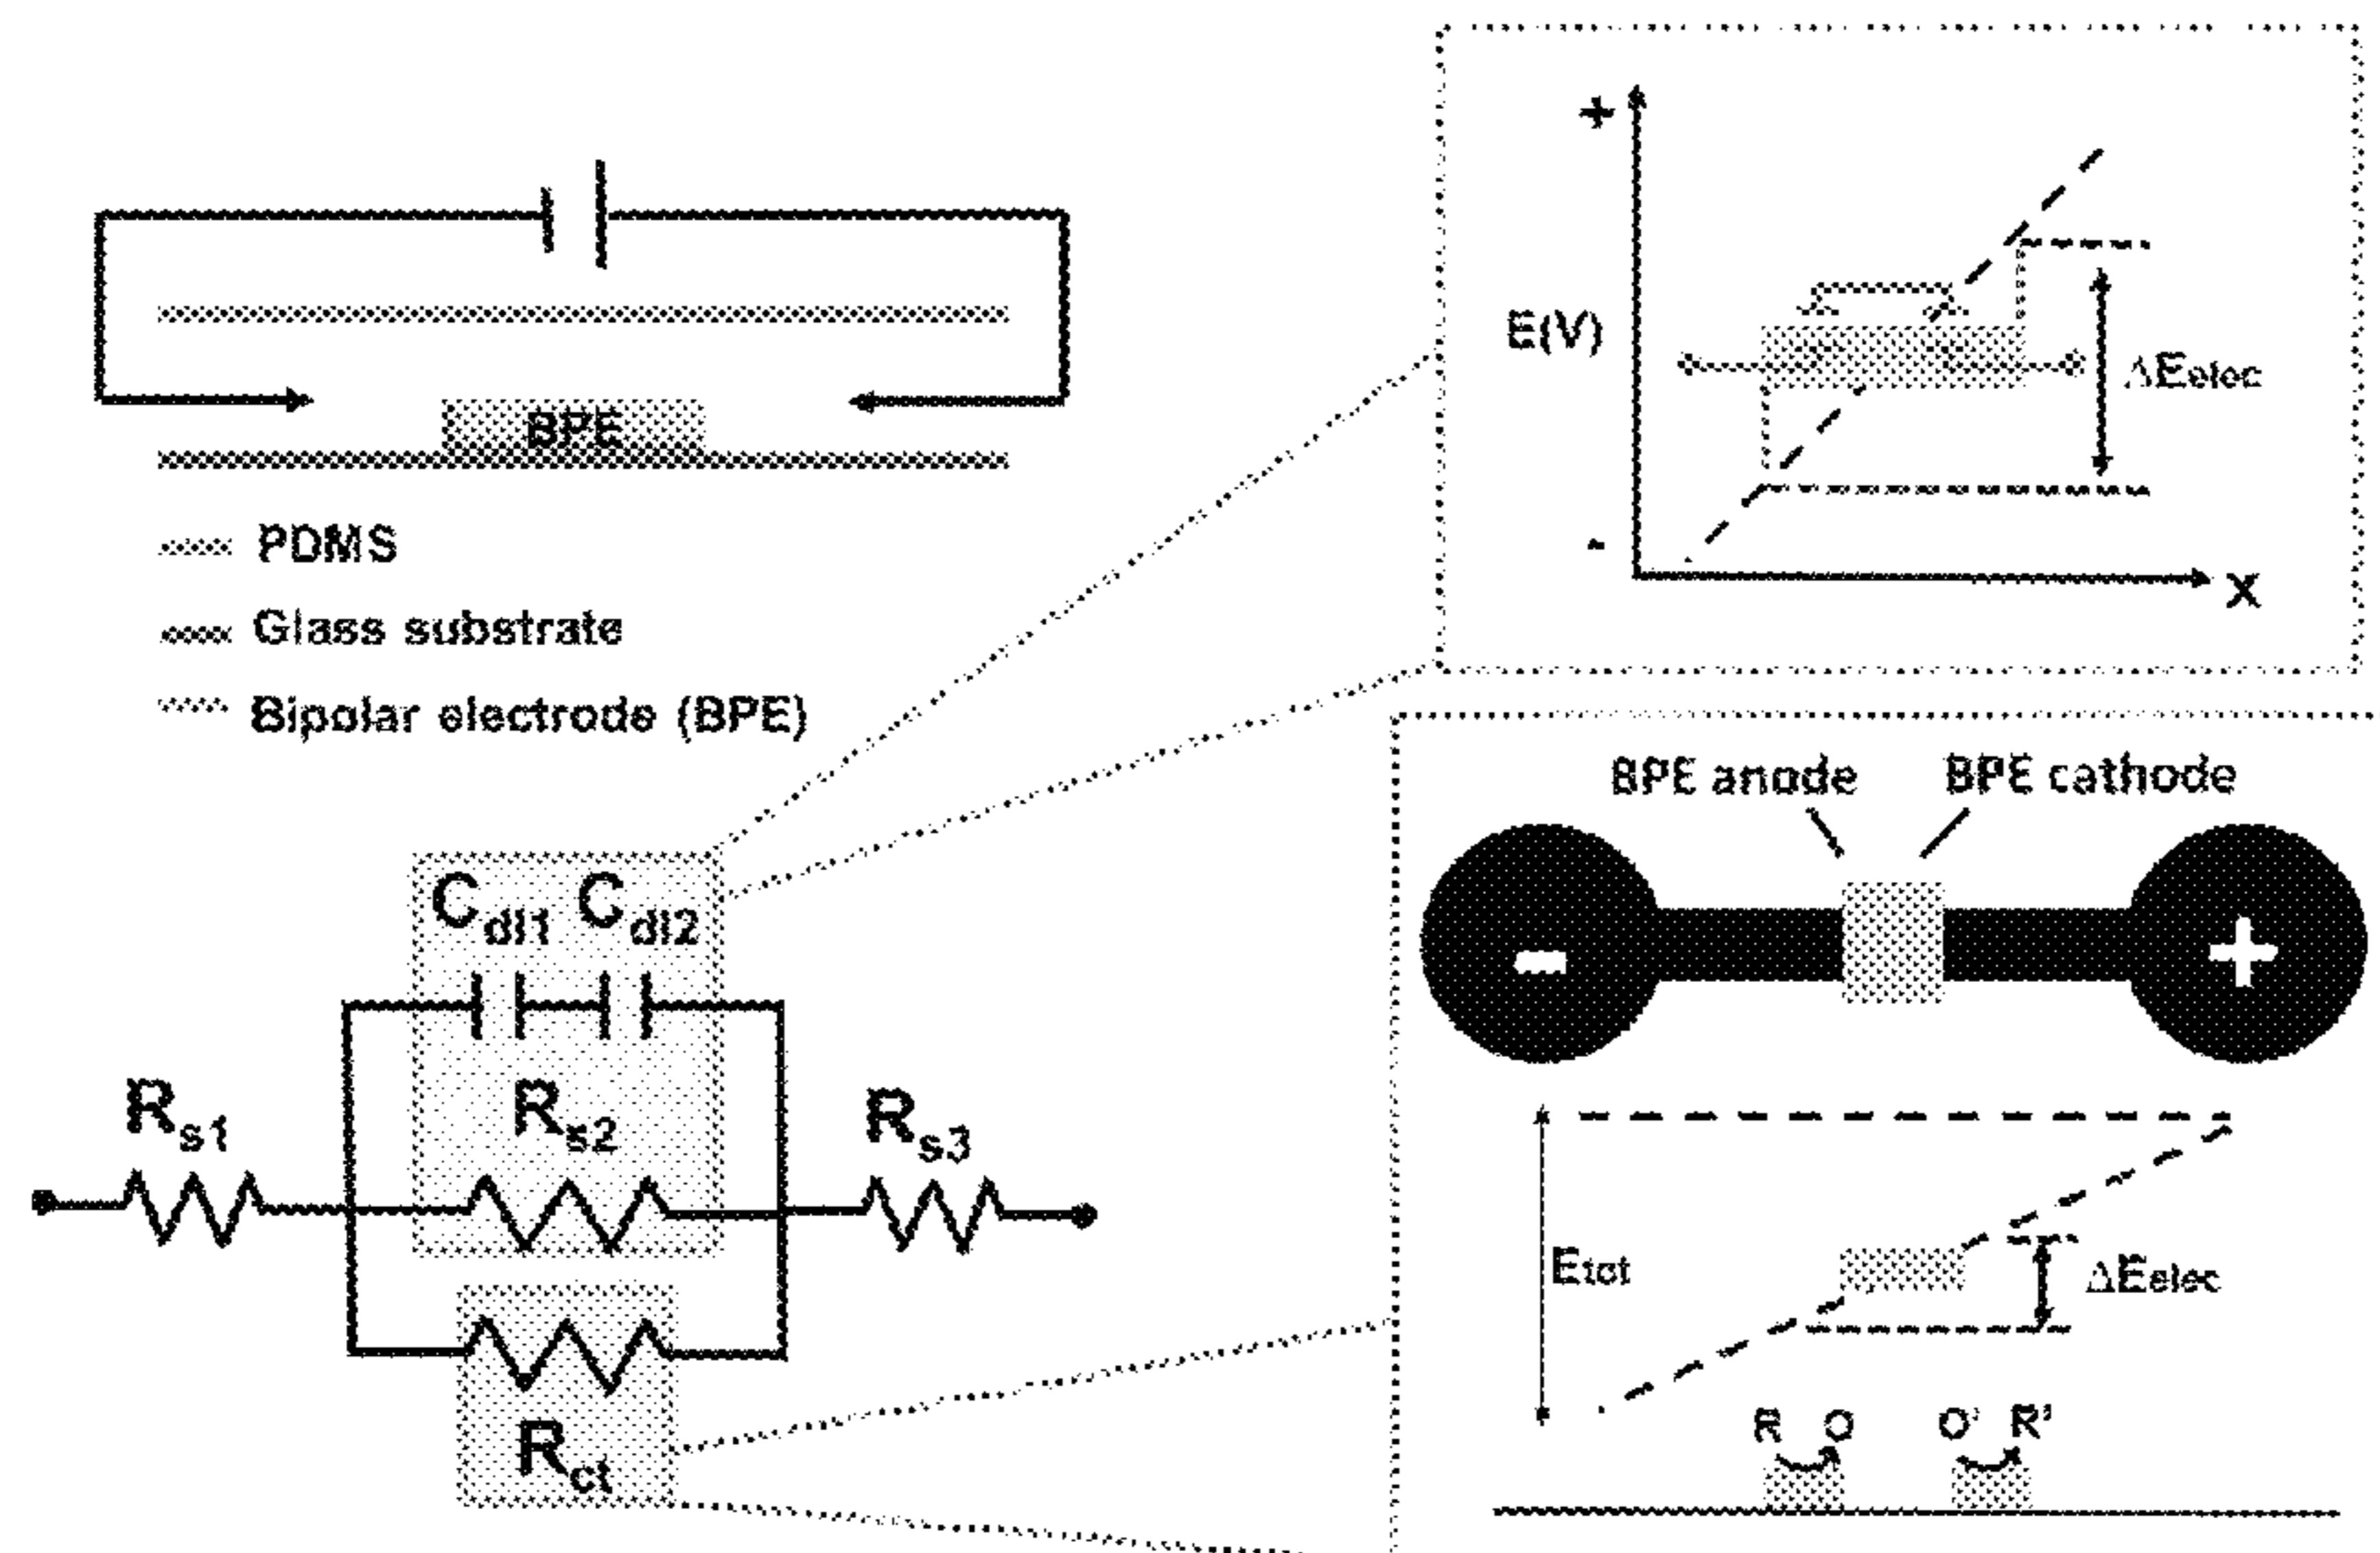 BPE
PDMS
Glass substrate
Bipolar electrode (BPE)
+
E(V)
ΔEelec
-
X
BPE anode BPE cathode
- +
Etot
ΔEelec
R O O' R'
Cdl1 Cdl2
Rs1
Rs2
Rs3
Rct